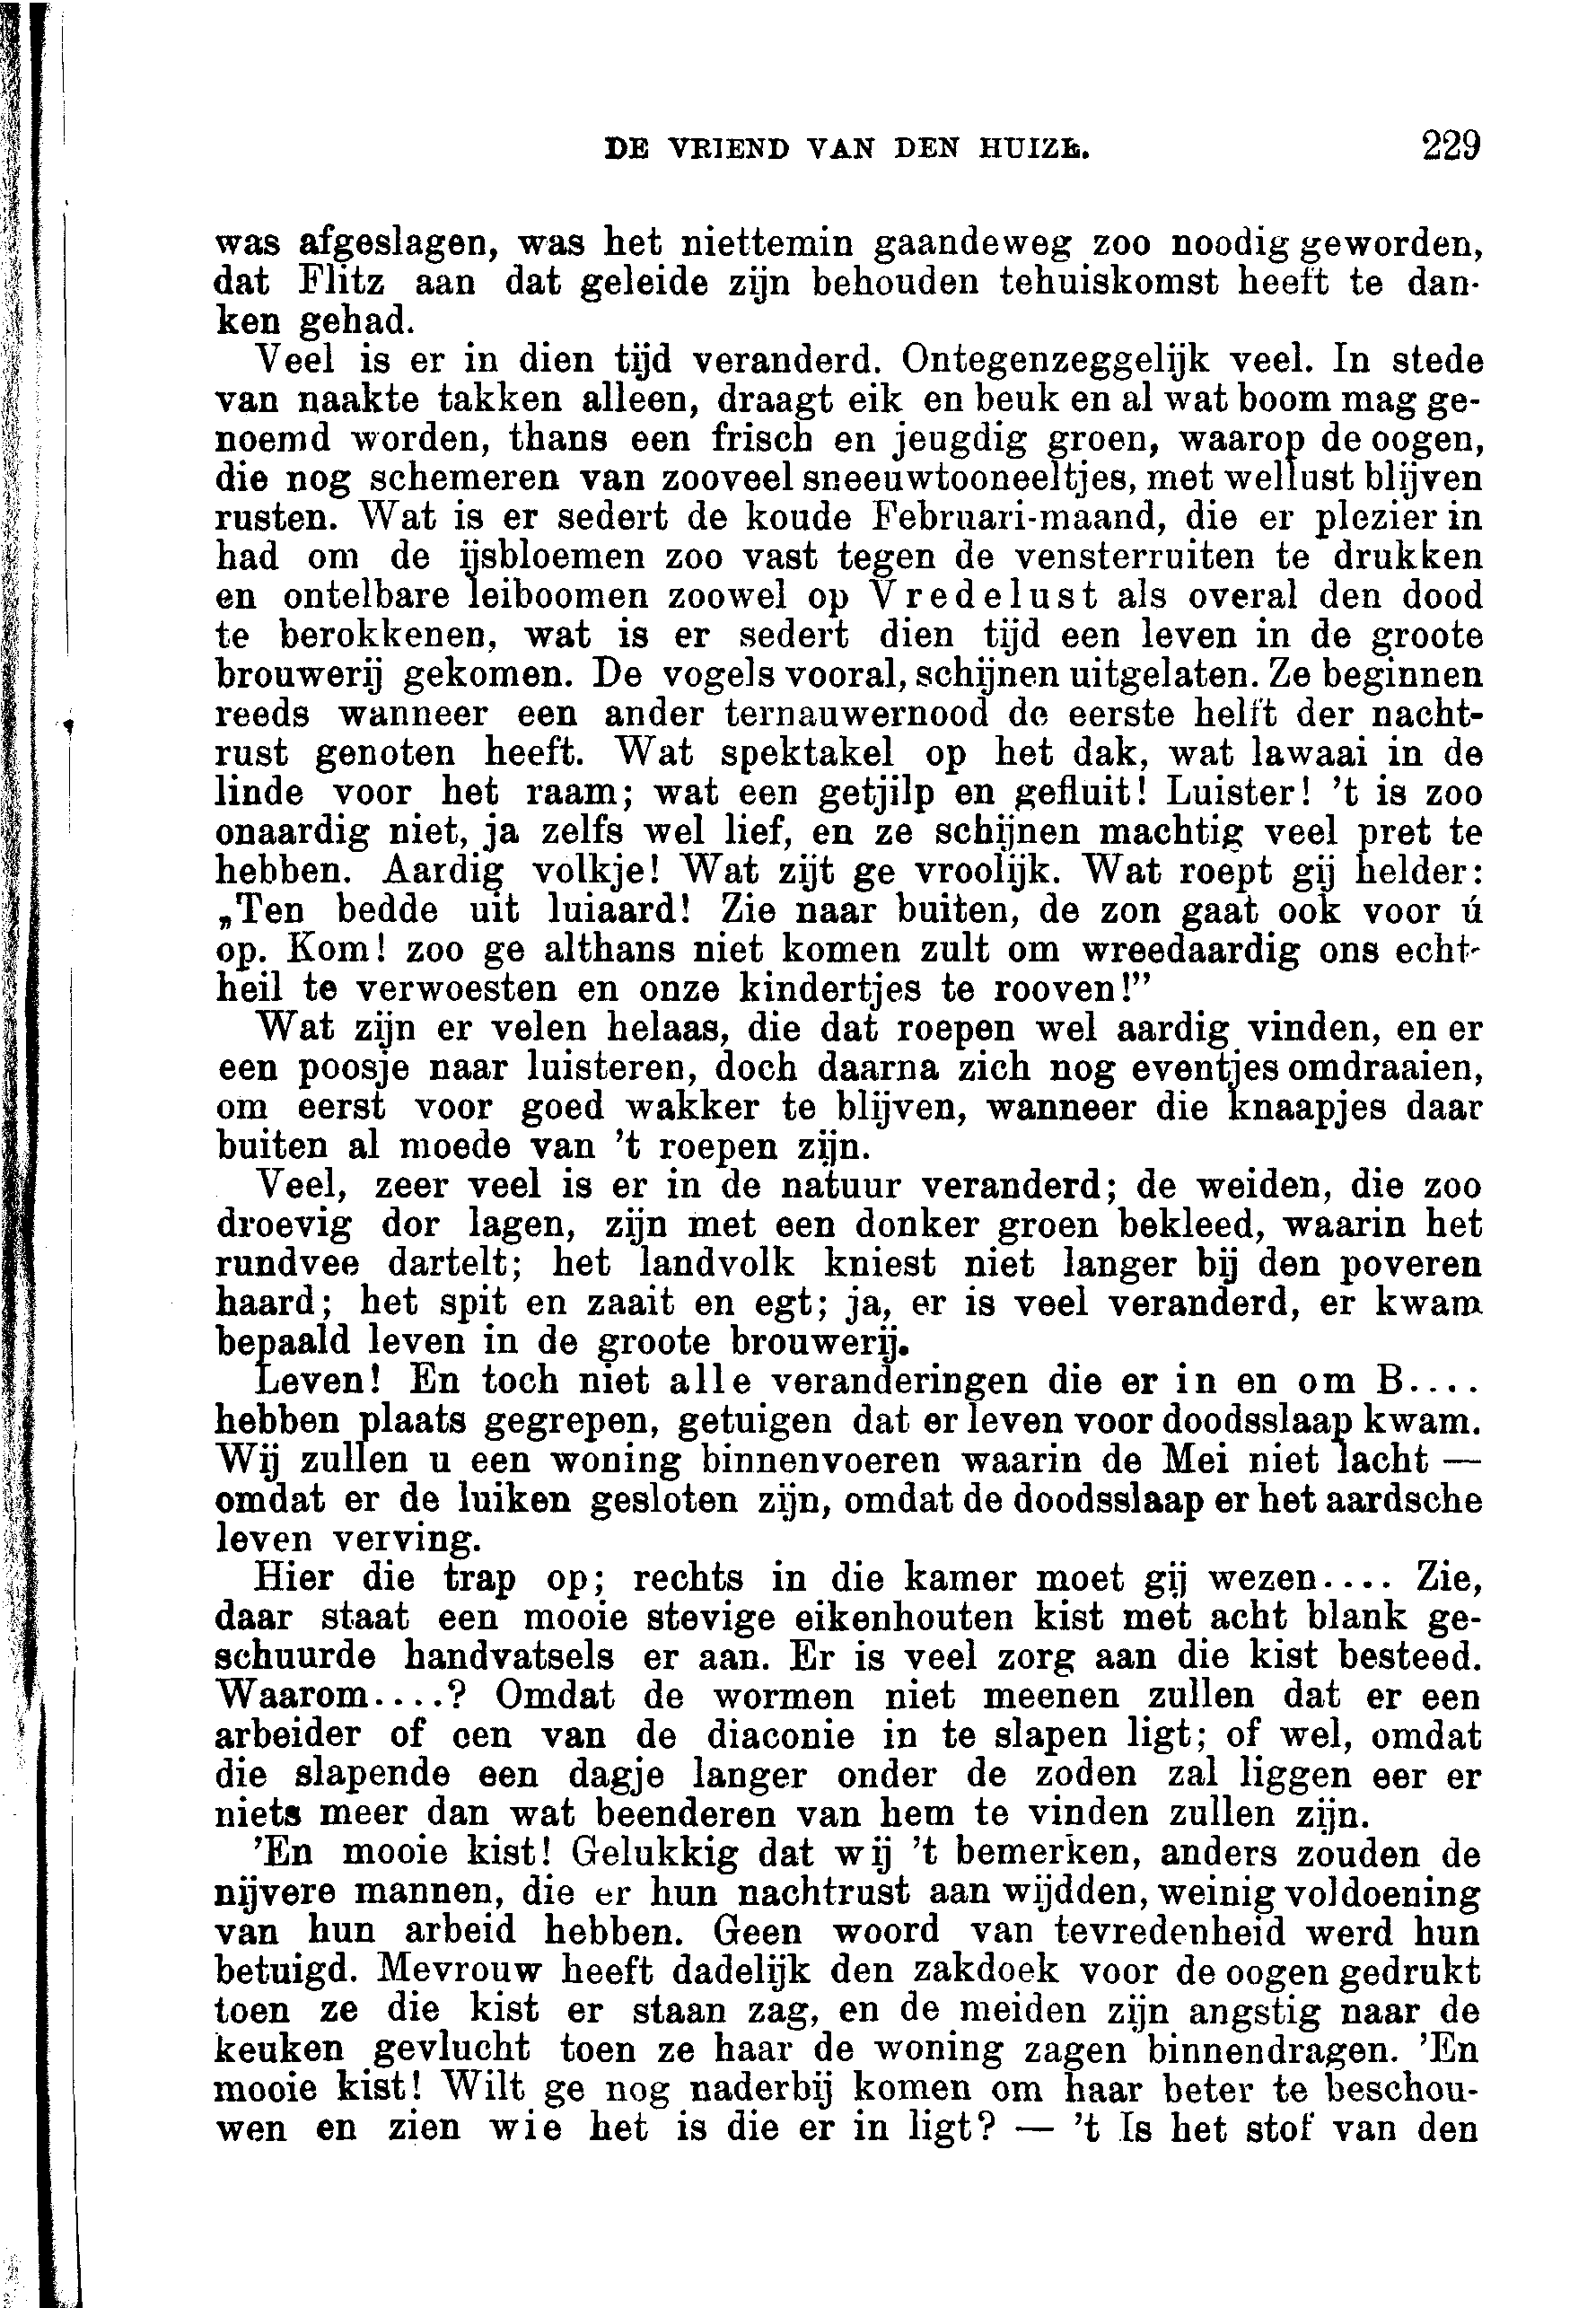 DE VRIEND VAN DEN HUIZE. 229
was afgeslagen, was het niettemin gaandeweg zoo noodig geworden,
dat Flitz aan dat geleide zijn behouden tehuiskomst heeft te dan-
ken gehad.
Veel is er in dien tijd veranderd. Ontegenzeggelijk veel. In stede
van naakte takken alleen, draagt eik en beuk en al wat boom mag ge-
noemd worden, thans een frisch en jeugdig groen, waarop de oogen,
die nog schemeren van zooveel sneeuwtooneeltjes, met wellust blijven
rusten. Wat is er sedert de koude Februari-maand, die er plezier in
had om de ijsbloemen zoo vast tegen de vensterruiten te drukken
en ontelbare leiboomen zoowel op Vredelust als overal den dood
te berokkenen, wat is er sedert dien tijd een leven in de groote
brouwerij gekomen. De vogels vooral, schijnen uitgelaten. Ze beginnen
reeds wanneer een ander ternauwernood de eerste helft der nacht-
rust genoten heeft. Wat spektakel op het dak, wat lawaai in de
linde voor het raam; wat een getjilp en gefluit! Luister! 't is zoo
onaardig niet, ja zelfs wel lief, en ze schijnen machtig veel pret te
hebben. Aardig volkje! Wat zijt ge vroolijk. Wat roept gij helder:
„Ten bedde uit luiaard! Zie naar buiten, de zon gaat ook voor ú
op. Kom! zoo ge althans niet komen zult om wreedaardig ons echt-
heil te verwoesten en onze kindertjes te rooven!”
Wat zijn er velen helaas, die dat roepen wel aardig vinden, en er
een poosje naar luisteren, doch daarna zich nog eventjes omdraaien,
om eerst voor goed wakker te blijven, wanneer die knaapjes daar
buiten al moede van 't roepen zijn.
Veel, zeer veel is er in de natuur veranderd; de weiden, die zoo
droevig dor lagen, zijn met een donker groen bekleed, waarin het
rundvee dartelt; het landvolk kniest niet langer bij den poveren
haard; het spit en zaait en egt; ja, er is veel veranderd, er kwam
bepaald leven in de groote brouwerij.
Leven! En toch niet alle veranderingen die er in en om B....
hebben plaats gegrepen, getuigen dat er leven voor doodsslaap kwam.
Wij zullen u een woning binnenvoeren waarin de Mei niet lacht —
omdat er de luiken gesloten zijn, omdat de doodsslaap er het aardsche
leven verving.
Hier die trap op; rechts in die kamer moet gij wezen.... Zie,
daar staat een mooie stevige eikenhouten kist met acht blank ge-
schuurde handvatsels er aan. Er is veel zorg aan die kist besteed.
Waarom....? Omdat de wormen niet meenen zullen dat er een
arbeider of een van de diaconie in te slapen ligt; of wel, omdat
die slapende een dagje langer onder de zoden zal liggen eer er
niets meer dan wat beenderen van hem te vinden zullen zijn.
'En mooie kist! Gelukkig dat wij 't bemerken, anders zouden de
nijvere mannen, die er hun nachtrust aan wijdden, weinig voldoening
van hun arbeid hebben. Geen woord van tevredenheid werd hun
betuigd. Mevrouw heeft dadelijk den zakdoek voor de oogen gedrukt
toen ze die kist er staan zag, en de meiden zijn angstig naar de
keuken gevlucht toen ze haar de woning zagen binnendragen. 'En
mooie kist! Wilt ge nog naderbij komen om haar beter te beschou-
wen en zien wie het is die er in ligt? — 't Is het stof van den